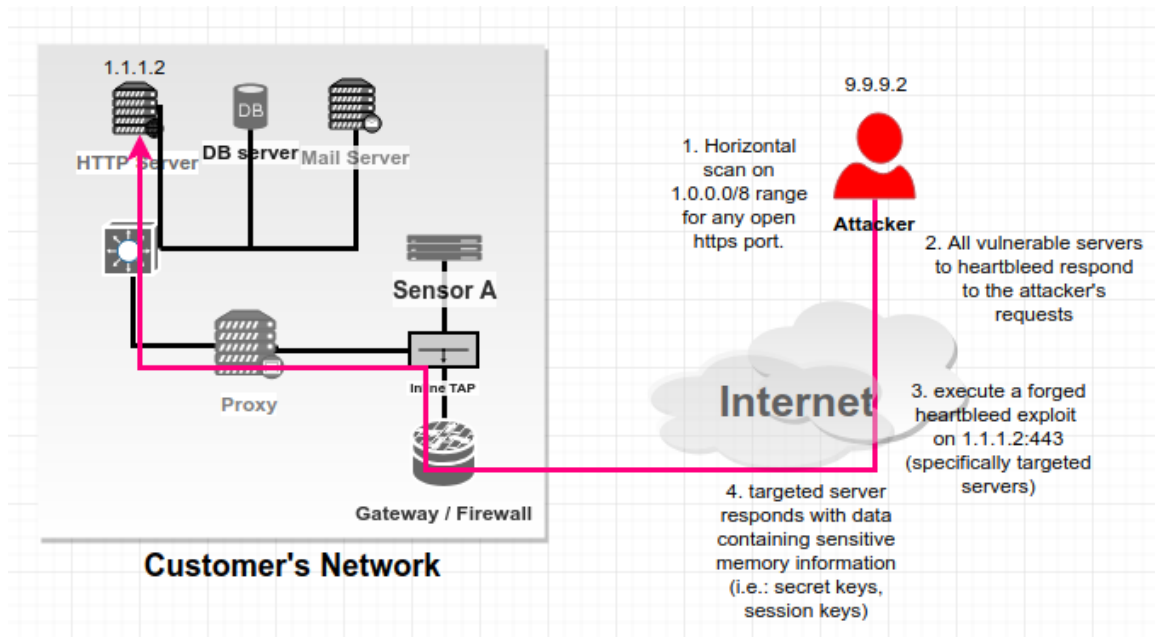 1.1.1.2
DB
HTTP Server
DB server
Mail Server
Sensor A
Inline TAP
Proxy
Gateway / Firewall
Customer's Network
9.9.9.2
Attacker
1. Horizontal
scan on
1.0.0.0/8 range
for any open
https port.
2. All vulnerable servers
to heartbleed respond
to the attacker's
requests
Internet
3. execute a forged
heartbleed exploit
on 1.1.1.2:443
(specifically targeted
servers)
4. targeted server
responds with data
containing sensitive
memory information
(i.e.: secret keys,
session keys)